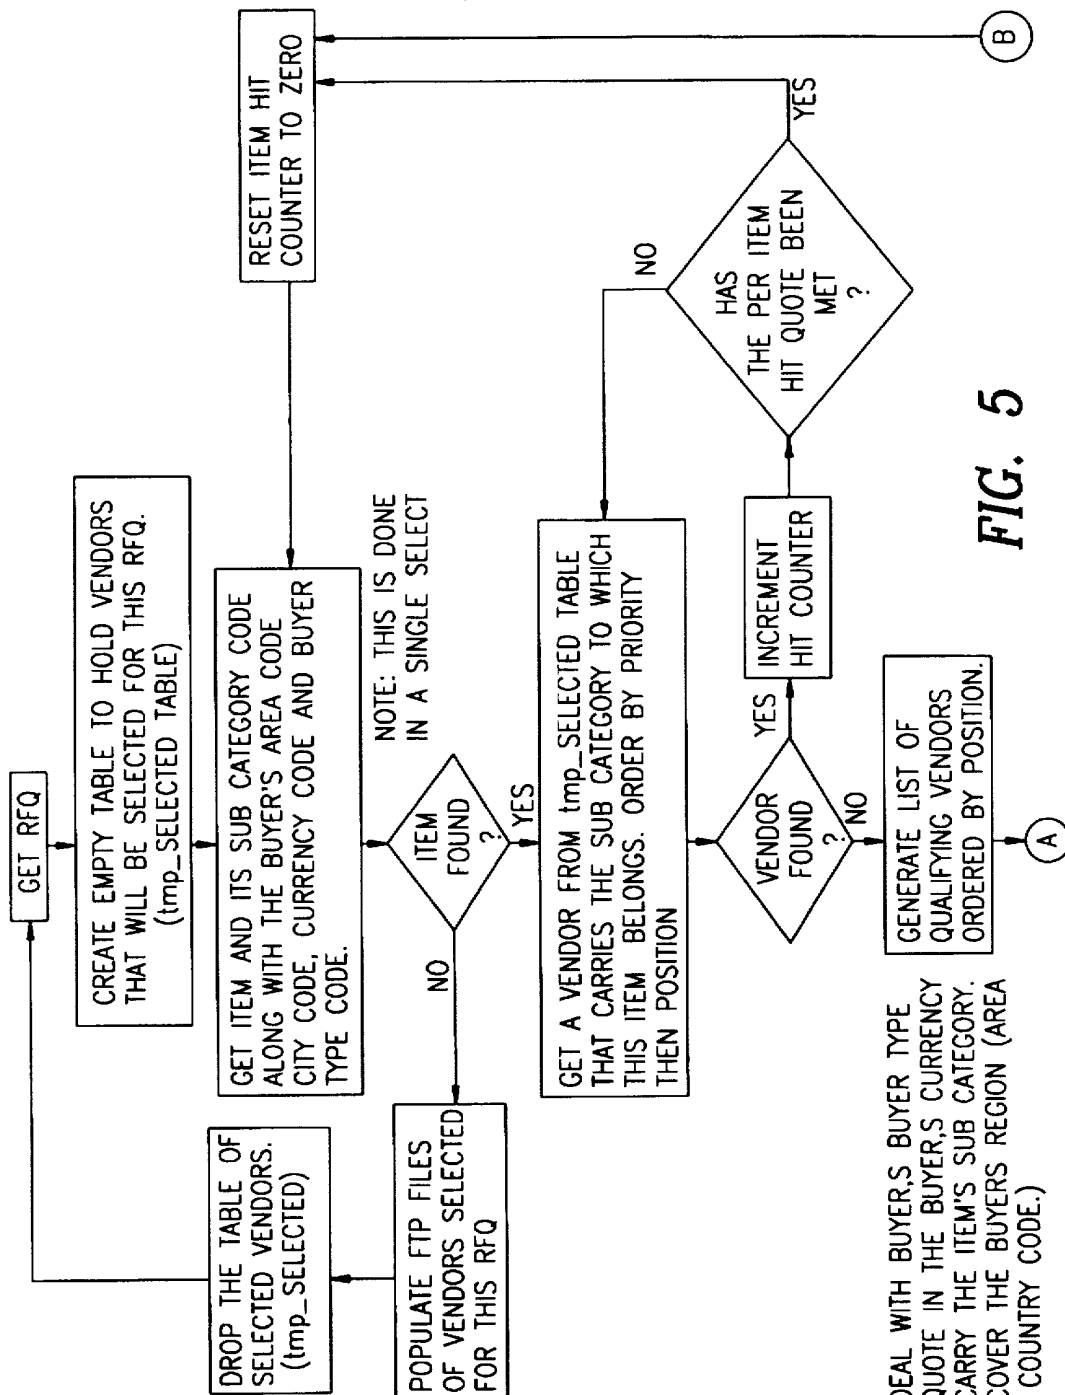 GET RFQ
CREATE EMPTY TABLE TO HOLD VENDORS
THAT WILL BE SELECTED FOR THIS RFQ.
(tmp_SELECTED TABLE)
RESET ITEM HIT
COUNTER TO ZERO
GET ITEM AND ITS SUB CATEGORY CODE
ALONG WITH THE BUYER'S AREA CODE
CITY CODE, CURRENCY CODE AND BUYER
TYPE CODE.
NOTE: THIS IS DONE
IN A SINGLE SELECT
ITEM
FOUND
?
NO
YES
DROP THE TABLE OF
SELECTED VENDORS.
(tmp_SELECTED)
POPULATE FTP FILES
OF VENDORS SELECTED
FOR THIS RFQ
GET A VENDOR FROM tmp_SELECTED TABLE
THAT CARRIES THE SUB CATEGORY TO WHICH
THIS ITEM BELONGS. ORDER BY PRIORITY
THEN POSITION
VENDOR
FOUND
?
YES
NO
INCREMENT
HIT COUNTER
HAS
THE PER ITEM
HIT QUOTE BEEN
MET
?
NO
YES
GENERATE LIST OF
QUALIFYING VENDORS
ORDERED BY POSITION.
A
B
DEAL WITH BUYER,S BUYER TYPE
QUOTE IN THE BUYER,S CURRENCY
CARRY THE ITEM'S SUB CATEGORY.
COVER THE BUYERS REGION (AREA
COUNTRY CODE.)
FIG. 5